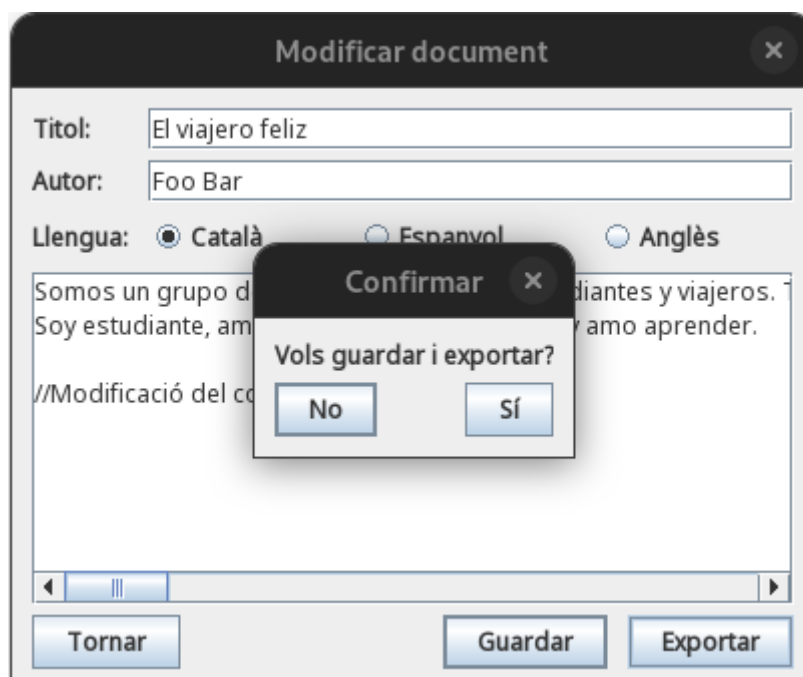 Modificar document
Titol: El viajero feliz
Autor: Foo Bar
Llengua: Català Espanyol Anglès
Confirmar
Somos un grupo d diantes y viajeros.
Soy estudiante, am y amo aprender.
Vols guardar i exportar?
//Modificació del co
No Sí
Tornar Guardar Exportar